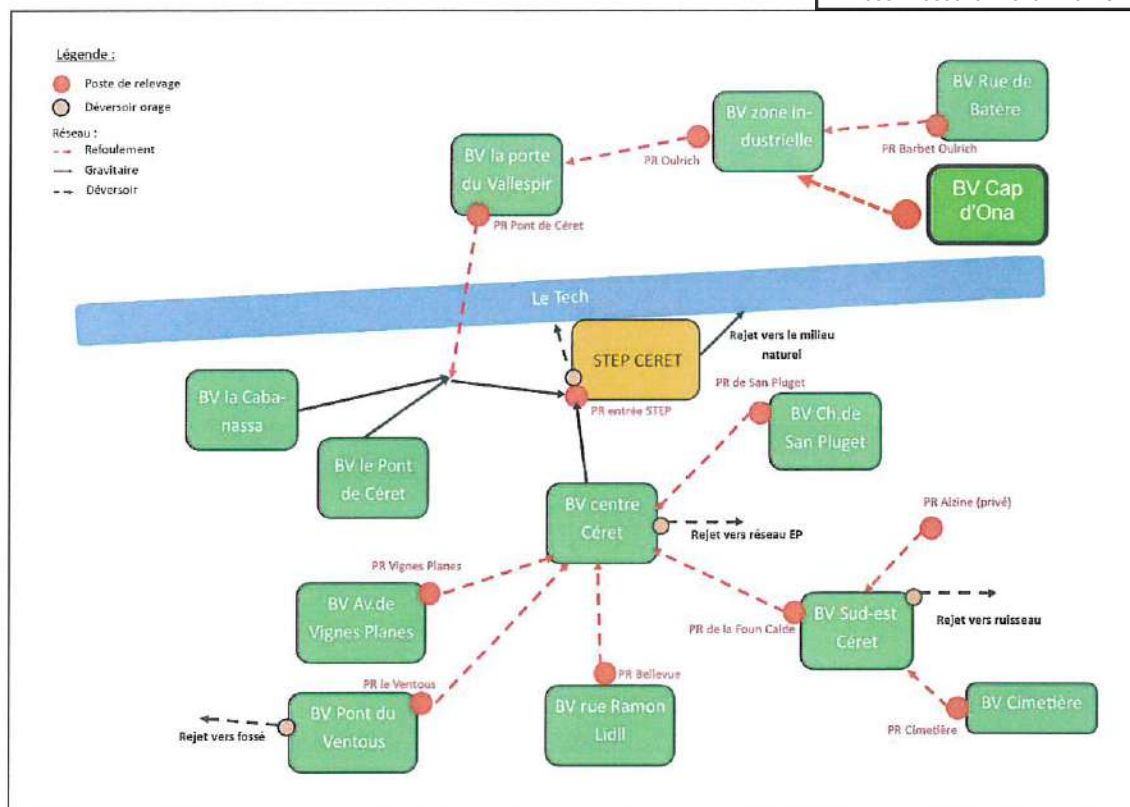 Légende :
Poste de relevage
Déversoir orage
Réseau :
Refoulement
Gravitaire
Déversoir
BV Rue de
Batère
BV zone in-
dustrielle
PR Oulrich
PR Barbet Oulrich
BV la porte
du Vallespir
BV Cap
d'Ona
PR Pont de Céret
Le Tech
STEP CERET
Rejet vers le milieu
naturel
PR entrée STEP
PR de San Pluget
BV la Caba-
nassa
BV Ch.de
San Pluget
BV le Pont
de Céret
BV centre
Céret
PR Alzine (privé)
Rejet vers réseau EP
PR Vignes Planes
BV Av.de
Vignes Planes
BV Sud-est
Céret
PR de la Foun Calde
Rejet vers ruisseau
PR le Ventous
PR Bellevue
BV Pont du
Ventous
BV rue Ramon
Lidil
BV Cimetière
Rejet vers fossé
PR Cimetière